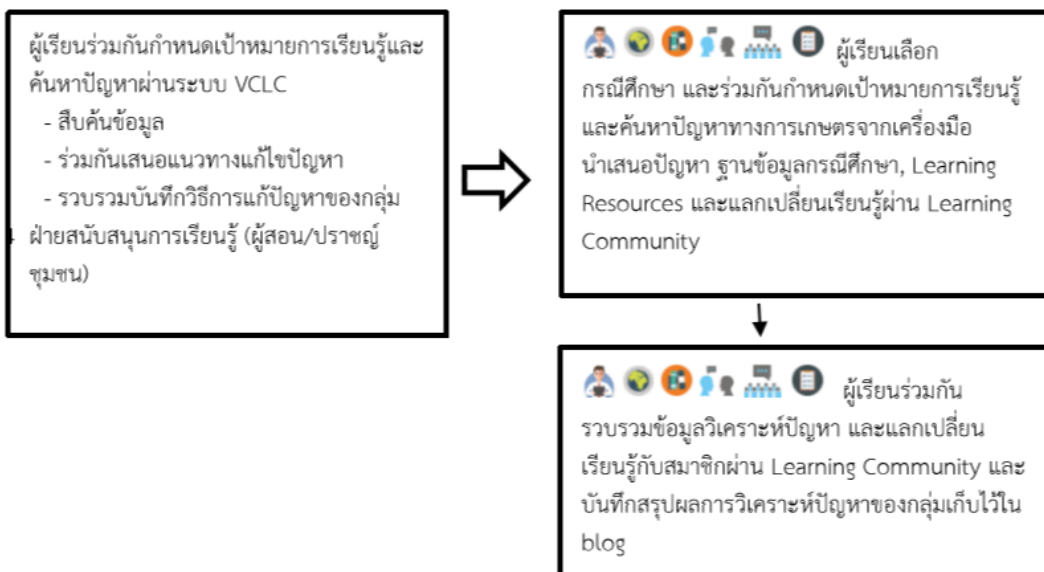 ผู้เรียนร่วมกันกำหนดเป้าหมายการเรียนรู้และ
ค้นหาปัญหาผ่านระบบ VCLC
- สืบค้นข้อมูล
- ร่วมกันเสนอแนวทางแก้ไขปัญหา
- รวบรวมบันทึกวิธีการแก้ปัญหาของกลุ่ม
ฝ่ายสนับสนุนการเรียนรู้ (ผู้สอน/ปราชญ์
ชุมชน)
ผู้เรียนเลือก
กรณีศึกษา และร่วมกันกำหนดเป้าหมายการเรียนรู้
และค้นหาปัญหาทางการเกษตรจากเครื่องมือ
นำเสนอปัญหา ฐานข้อมูลกรณีศึกษา, Learning
Resources และแลกเปลี่ยนเรียนรู้ผ่าน Learning
Community
ผู้เรียนร่วมกัน
รวบรวมข้อมูลวิเคราะห์ปัญหา และแลกเปลี่ยน
เรียนรู้กับสมาชิกผ่าน Learning Community และ
บันทึกสรุปผลการวิเคราะห์ปัญหาของกลุ่มเก็บไว้ใน
blog